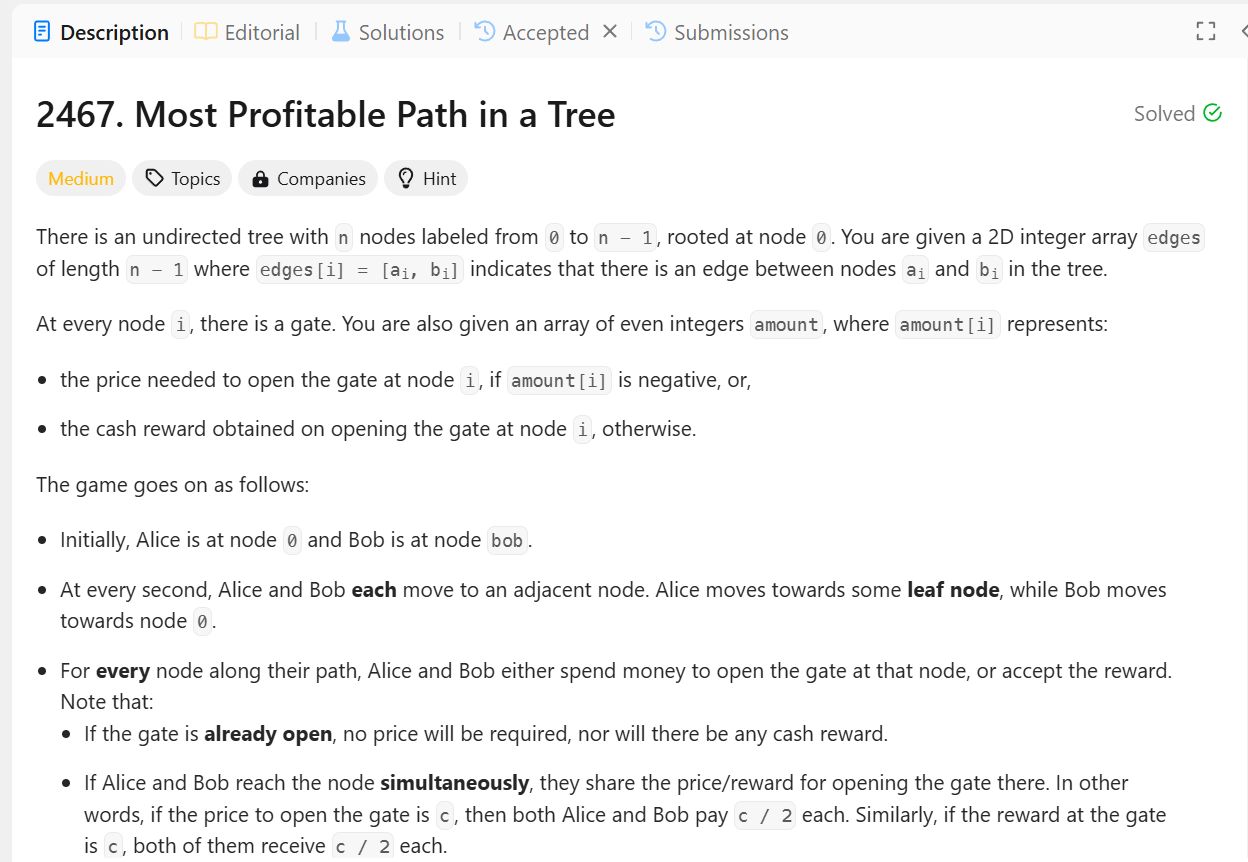 Description Editorial Solutions Accepted Submissions
2467. Most Profitable Path in a Tree
Solved
Medium Topics Companies Hint
There is an undirected tree with n nodes labeled from 0 to n - 1, rooted at node 0. You are given a 2D integer array edges
of length n - 1 where edges[i] = [aᵢ, bᵢ] indicates that there is an edge between nodes aᵢ and bᵢ in the tree.
At every node i, there is a gate. You are also given an array of even integers amount, where amount[i] represents:
• the price needed to open the gate at node i, if amount[i] is negative, or,
• the cash reward obtained on opening the gate at node i, otherwise.
The game goes on as follows:
• Initially, Alice is at node 0 and Bob is at node bob.
• At every second, Alice and Bob each move to an adjacent node. Alice moves towards some leaf node, while Bob moves
towards node 0.
• For every node along their path, Alice and Bob either spend money to open the gate at that node, or accept the reward.
Note that:
• If the gate is already open, no price will be required, nor will there be any cash reward.
• If Alice and Bob reach the node simultaneously, they share the price/reward for opening the gate there. In other
words, if the price to open the gate is c, then both Alice and Bob pay c / 2 each. Similarly, if the reward at the gate
is c, both of them receive c / 2 each.